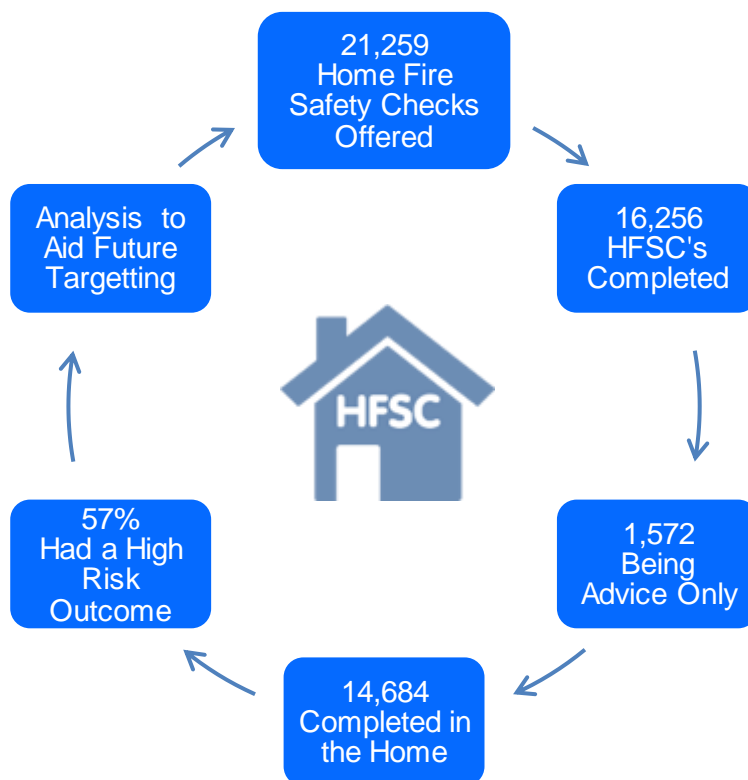 21,259
Home Fire
Safety Checks
Offered
16,256
HFSC's
Completed
1,572
Being
Advice Only
14,684
Completed in
the Home
57%
Had a High
Risk
Outcome
Analysis to
Aid Future
Targetting
HFSC